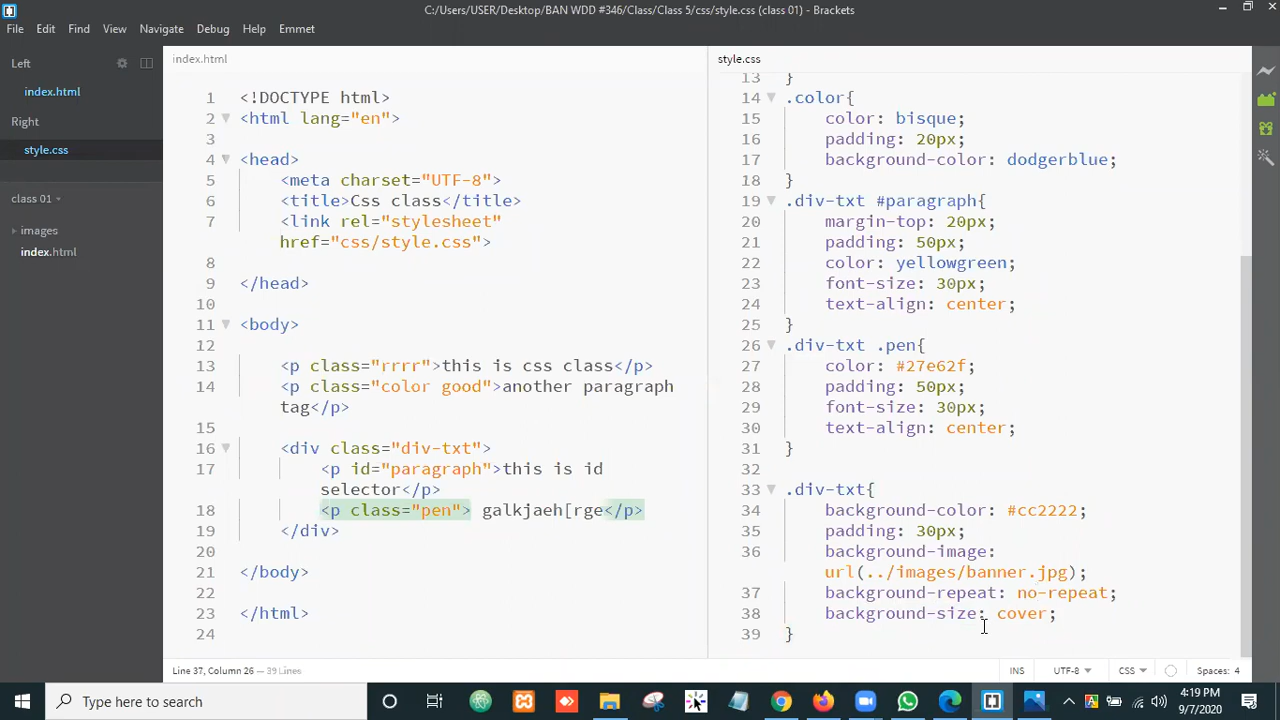 C:/Users/USER/Desktop/BAN WDD #346/Class/Class 5/css/style.css (class 01) - Brackets
File Edit Find View Navigate Debug Help Emmet
Left
index.html
Right
style.css
class 01
images
index.html
index.html
1 <!DOCTYPE html>
2 <html lang="en">
3
4 <head>
5 <meta charset="UTF-8">
6 <title>Css class</title>
7 <link rel="stylesheet"
href="css/style.css">
8
9 </head>
10
11 <body>
12
13 <p class="rrrr">this is css class</p>
14 <p class="color good">another paragraph
tag</p>
15
16 <div class="div-txt">
17 <p id="paragraph">this is id
selector</p>
18 <p class="pen"> galkjaeh[rge</p>
19 </div>
20
21 </body>
22
23 </html>
24
style.css
13 }
14 .color{
15 color: bisque;
16 padding: 20px;
17 background-color: dodgerblue;
18 }
19 .div-txt #paragraph{
20 margin-top: 20px;
21 padding: 50px;
22 color: yellowgreen;
23 font-size: 30px;
24 text-align: center;
25 }
26 .div-txt .pen{
27 color: #27e62f;
28 padding: 50px;
29 font-size: 30px;
30 text-align: center;
31 }
32
33 .div-txt{
34 background-color: #cc2222;
35 padding: 30px;
36 background-image:
url(../images/banner.jpg);
37 background-repeat: no-repeat;
38 background-size: cover;
39 }
Line 37, Column 26 — 39 Lines
INS UTF-8 CSS Spaces: 4
Type here to search
4:19 PM
9/7/2020